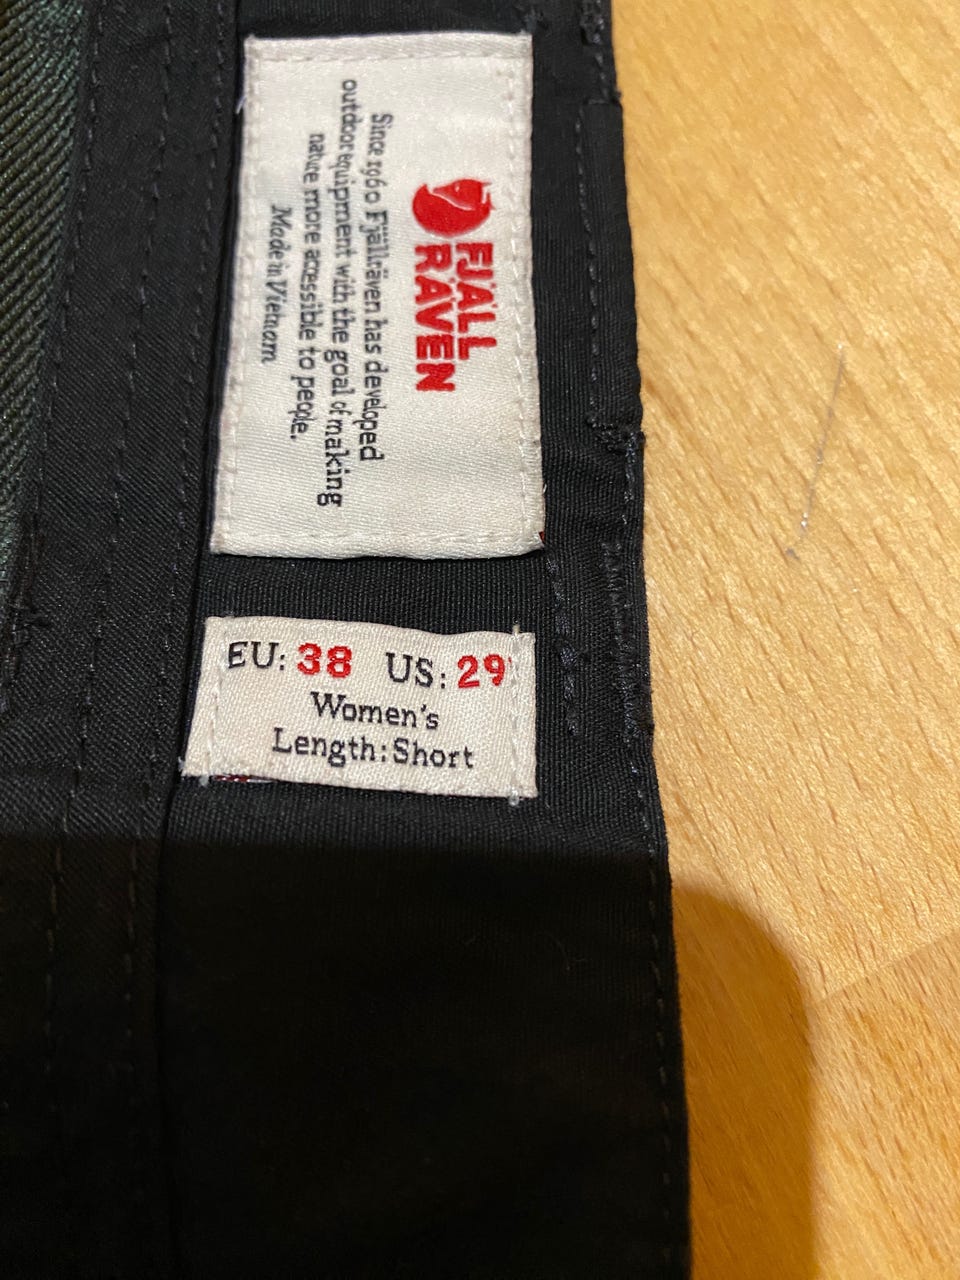 FJÄLL
RÄVEN
Since 1960 Fjällräven has developed
outdoor equipment with the goal of making
nature more accessible to people.
Made in Vietnam
EU: 38 US: 29"
Women's
Length: Short